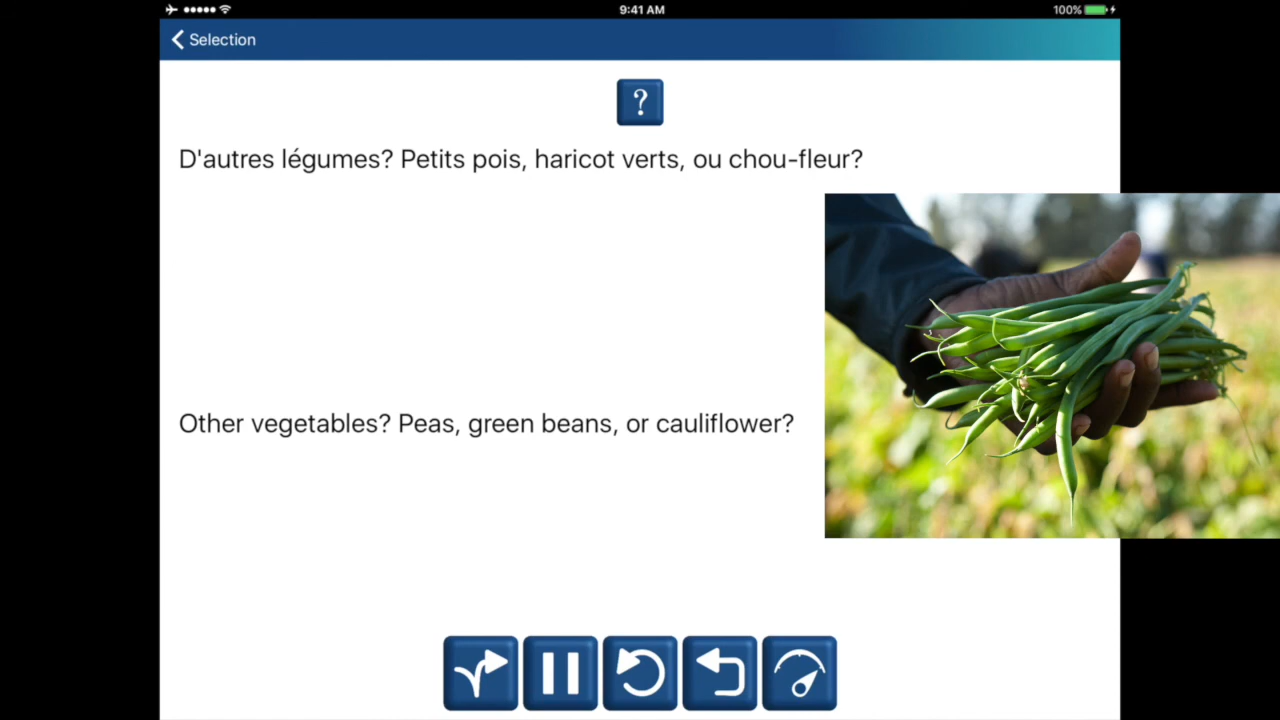 9:41 AM
100%
Selection
?
D'autres légumes? Petits pois, haricot verts, ou chou-fleur?
Other vegetables? Peas, green beans, or cauliflower?